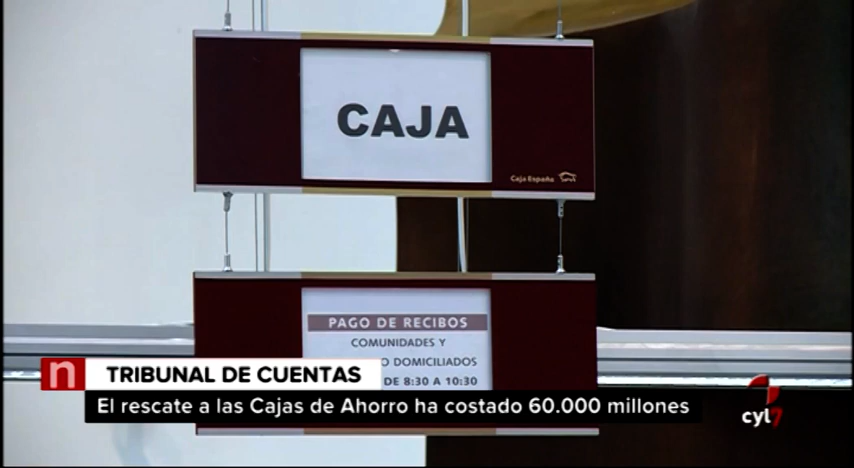 CAJA
Caja España
PAGO DE RECIBOS
COMUNIDADES Y
O DOMICILIADOS
DE 8:30 A 10:30
n
TRIBUNAL DE CUENTAS
El rescate a las Cajas de Ahorro ha costado 60.000 millones
cyl7